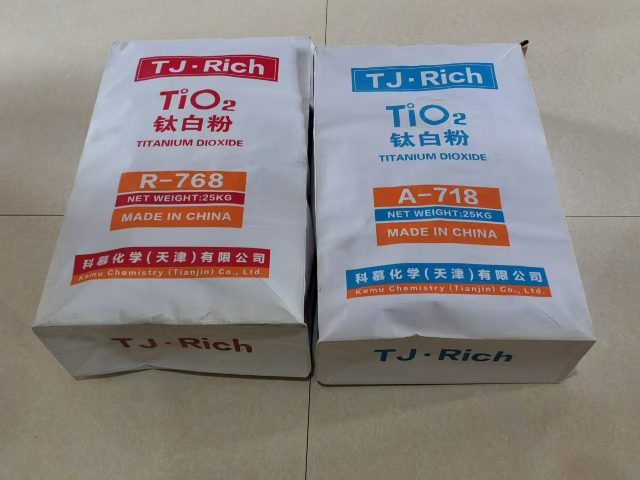 TJ·Rich
TiO2
钛白粉
TITANIUM DIOXIDE
R-768
NET WEIGHT:25KG
MADE IN CHINA
科慕化学(天津)有限公司
Kemu Chemistry (Tianjin) Co., Ltd.
TJ·Rich
TJ·Rich
TiO2
钛白粉
TITANIUM DIOXIDE
A-718
NET WEIGHT:25KG
MADE IN CHINA
科慕化学(天津)有限公司
Kemu Chemistry (Tianjin) Co., Ltd.
TJ·Rich